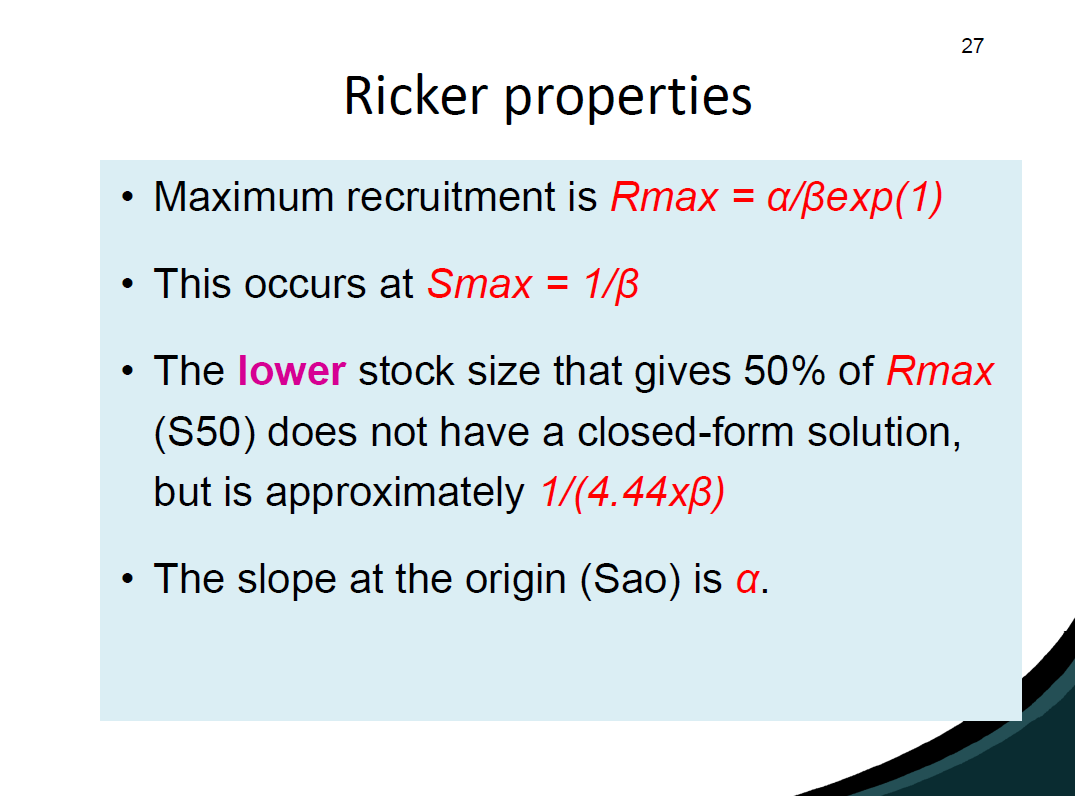 27
Ricker properties
• Maximum recruitment is Rmax = α/βexp(1)
• This occurs at Smax = 1/β
• The lower stock size that gives 50% of Rmax
(S50) does not have a closed-form solution,
but is approximately 1/(4.44xβ)
• The slope at the origin (Sao) is α.